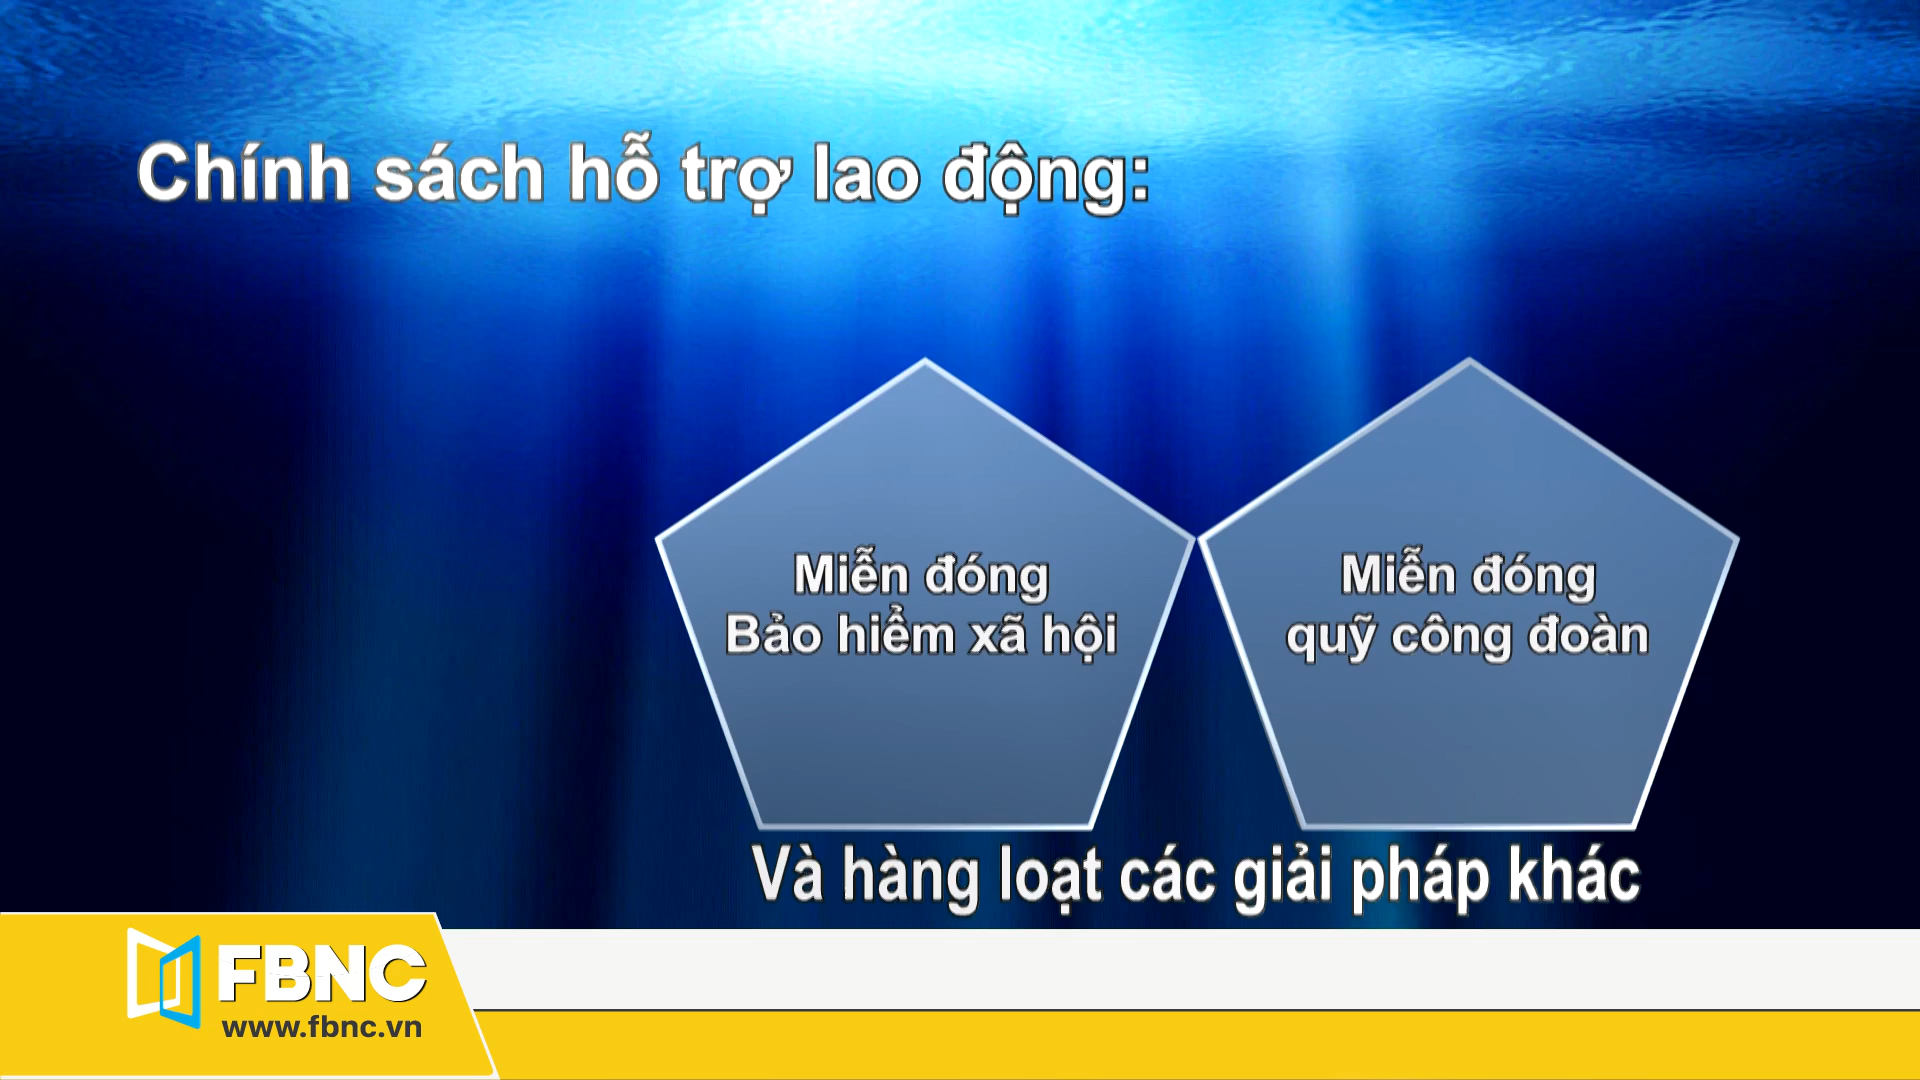 Chính sách hỗ trợ lao động:
Miễn đóng
Bảo hiểm xã hội
Miễn đóng
quỹ công đoàn
Và hàng loạt các giải pháp khác
FBNC
www.fbnc.vn